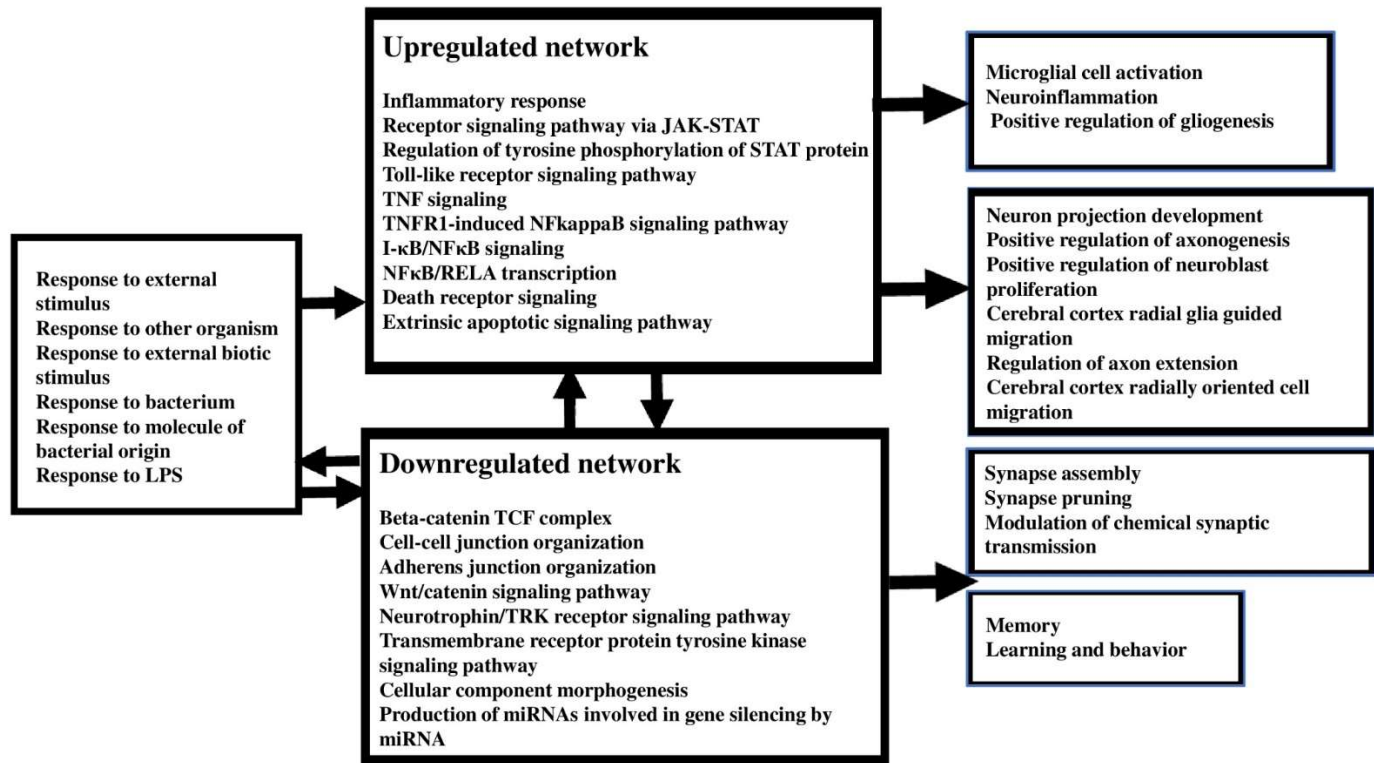 Response to external
stimulus
Response to other organism
Response to external biotic
stimulus
Response to bacterium
Response to molecule of
bacterial origin
Response to LPS
Upregulated network
Inflammatory response
Receptor signaling pathway via JAK-STAT
Regulation of tyrosine phosphorylation of STAT protein
Toll-like receptor signaling pathway
TNF signaling
TNFR1-induced NFkappaB signaling pathway
I-κB/NFκB signaling
NFκB/RELA transcription
Death receptor signaling
Extrinsic apoptotic signaling pathway
Downregulated network
Beta-catenin TCF complex
Cell-cell junction organization
Adherens junction organization
Wnt/catenin signaling pathway
Neurotrophin/TRK receptor signaling pathway
Transmembrane receptor protein tyrosine kinase
signaling pathway
Cellular component morphogenesis
Production of miRNAs involved in gene silencing by
miRNA
Microglial cell activation
Neuroinflammation
Positive regulation of gliogenesis
Neuron projection development
Positive regulation of axonogenesis
Positive regulation of neuroblast
proliferation
Cerebral cortex radial glia guided
migration
Regulation of axon extension
Cerebral cortex radially oriented cell
migration
Synapse assembly
Synapse pruning
Modulation of chemical synaptic
transmission
Memory
Learning and behavior